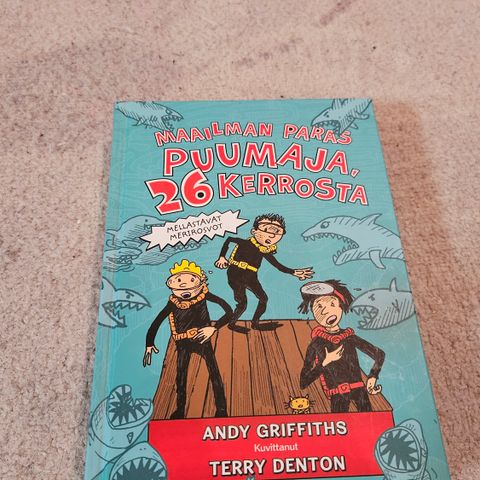 MAAILMAN PARAS
PUUMAJA,
26 KERROSTA
MELLASTAVAT
MERIROSVOT
ANDY GRIFFITHS
Kuvittanut
TERRY DENTON